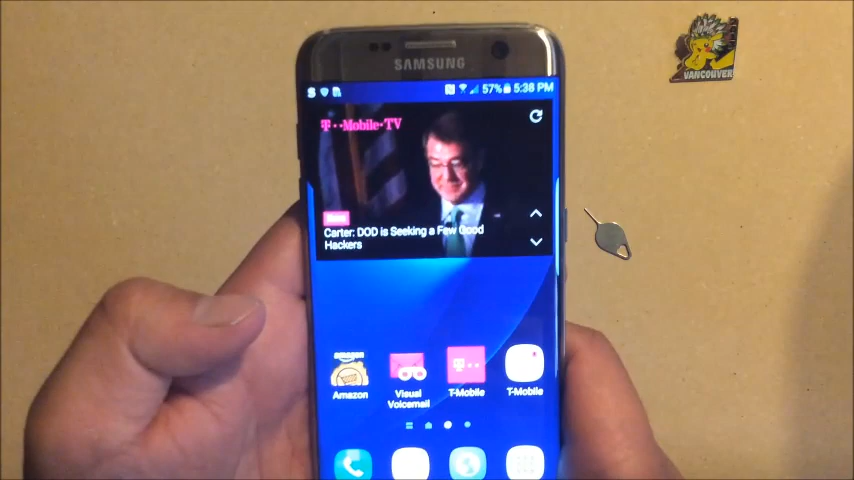 SAMSUNG
57% 5:38 PM
T··Mobile·TV
Carter: DOD is Seeking a Few Good
Hackers
amazon
Amazon
Visual
Voicemail
T-Mobile
T-Mobile
VANCOUVER